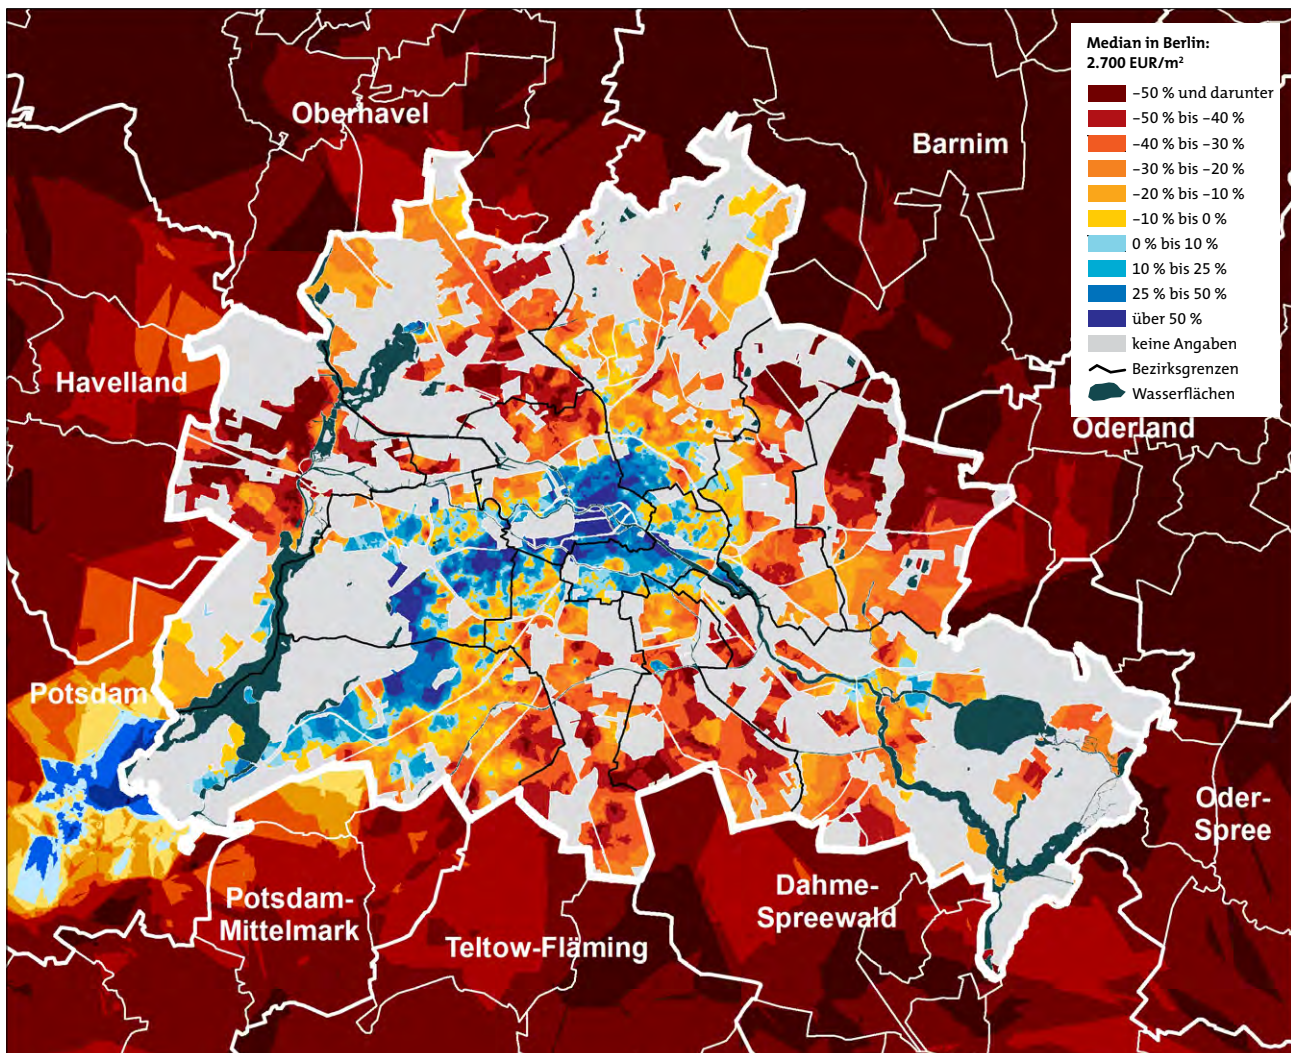 Median in Berlin:
2.700 EUR/m²
−50 % und darunter
−50 % bis −40 %
−40 % bis −30 %
−30 % bis −20 %
−20 % bis −10 %
−10 % bis 0 %
0 % bis 10 %
10 % bis 25 %
25 % bis 50 %
über 50 %
keine Angaben
Bezirksgrenzen
Wasserflächen
Oberhavel
Barnim
Havelland
Oderland
Potsdam
Oder-
Spree
Potsdam-
Mittelmark
Dahme-
Spreewald
Teltow-Fläming